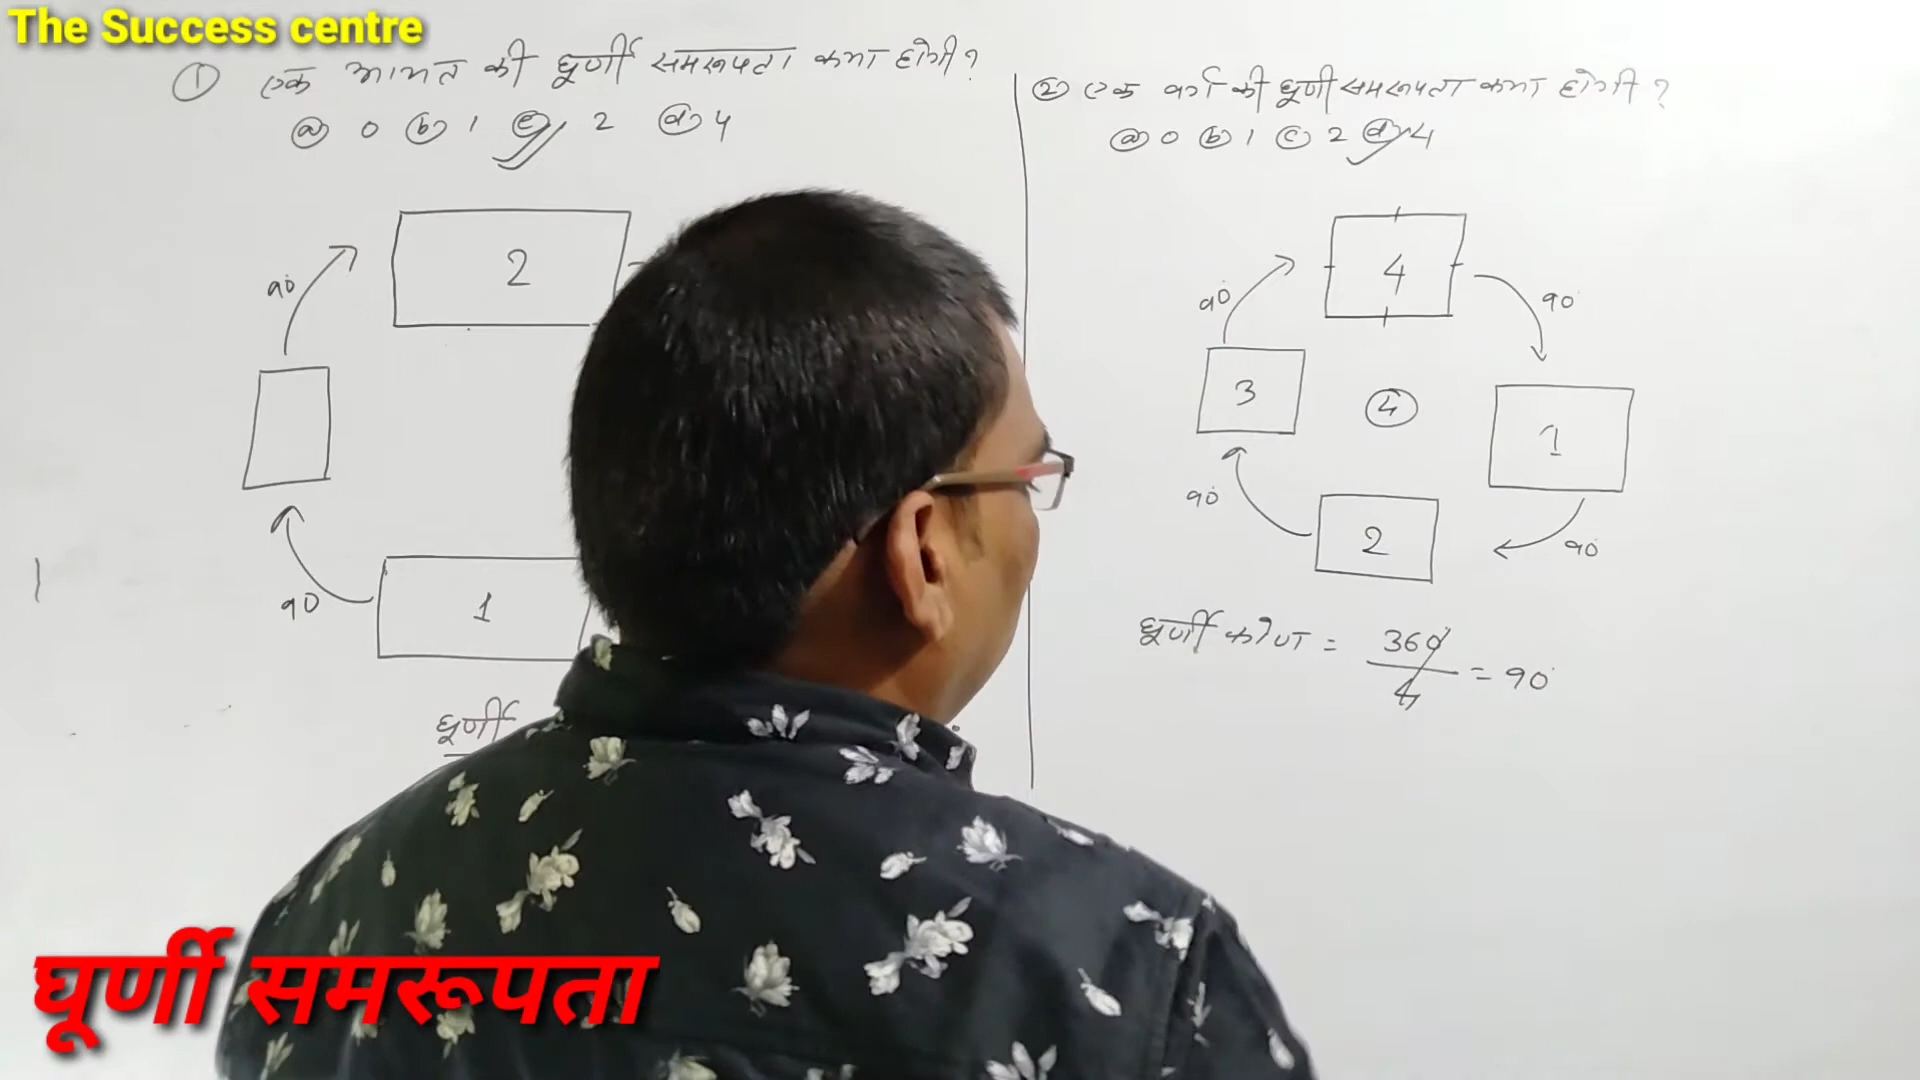 The Success centre
① एक आयत की घूर्णी समरूपता क्या होगी?
ⓐ 0 ⓑ 1 ⓒ 2 ⓓ 4
90°
2
1
90°
घूर्णी
② एक वर्ग की घूर्णी समरूपता क्या होगी?
ⓐ 0 ⓑ 1 ⓒ 2 ⓓ 4
4
90°
90°
3
④
1
90°
2
90°
घूर्णी कोण = 360/4 = 90°
घूर्णी समरूपता